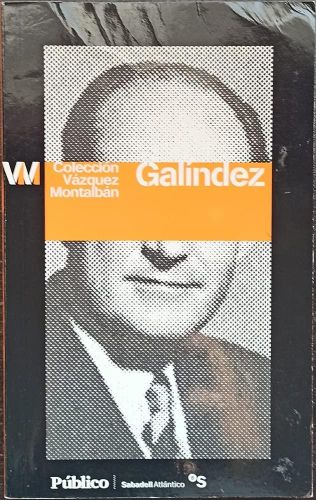 VM
Colección
Vázquez
Montalbán
Galíndez
Público
Sabadell Atlántico
S